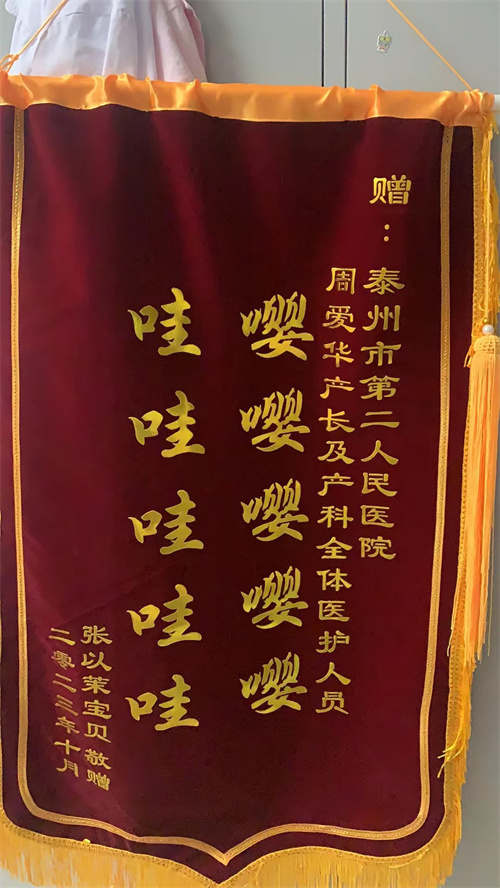 赠：泰州市第二人民医院
周爱华产长及产科全体医护人员
嘤嘤嘤嘤嘤
哇哇哇哇哇
张以茉宝贝 敬赠
二零二三年十月